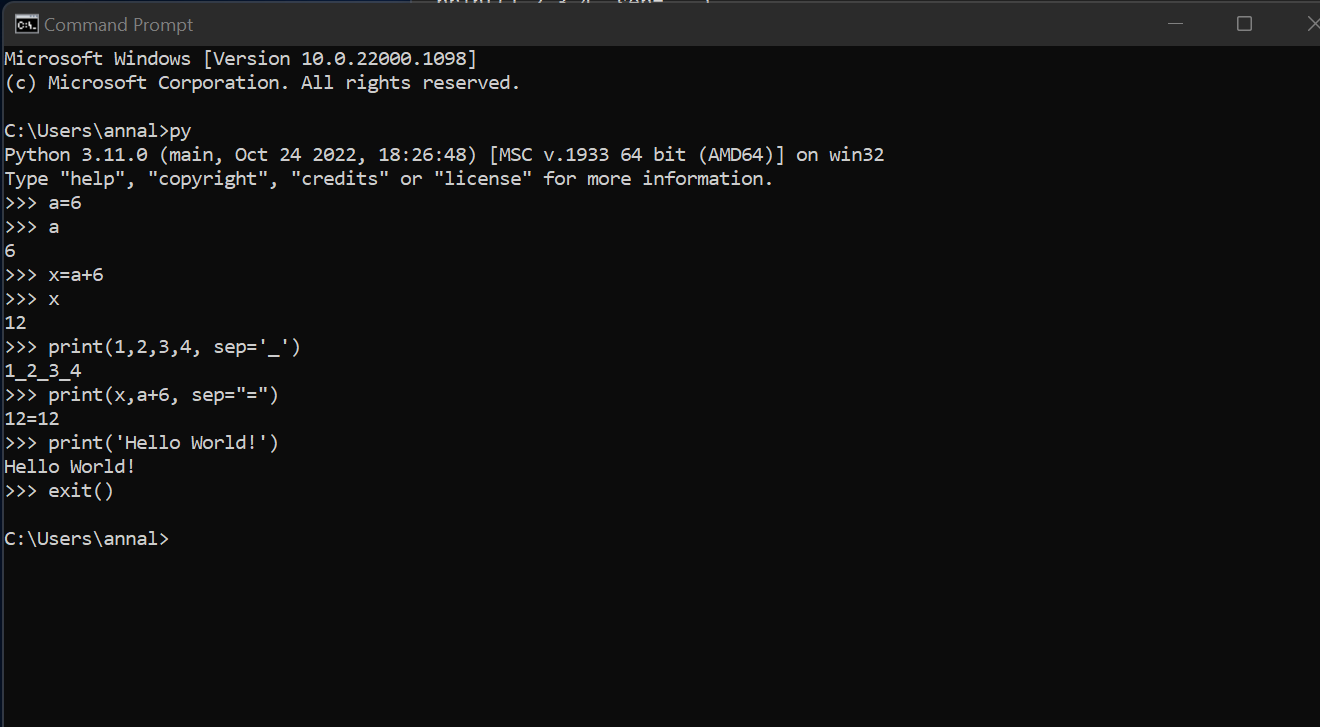 Command Prompt
Microsoft Windows [Version 10.0.22000.1098]
(c) Microsoft Corporation. All rights reserved.
C:\Users\annal>py
Python 3.11.0 (main, Oct 24 2022, 18:26:48) [MSC v.1933 64 bit (AMD64)] on win32
Type "help", "copyright", "credits" or "license" for more information.
>>> a=6
>>> a
6
>>> x=a+6
>>> x
12
>>> print(1,2,3,4, sep='_')
1_2_3_4
>>> print(x,a+6, sep="=")
12=12
>>> print('Hello World!')
Hello World!
>>> exit()
C:\Users\annal>